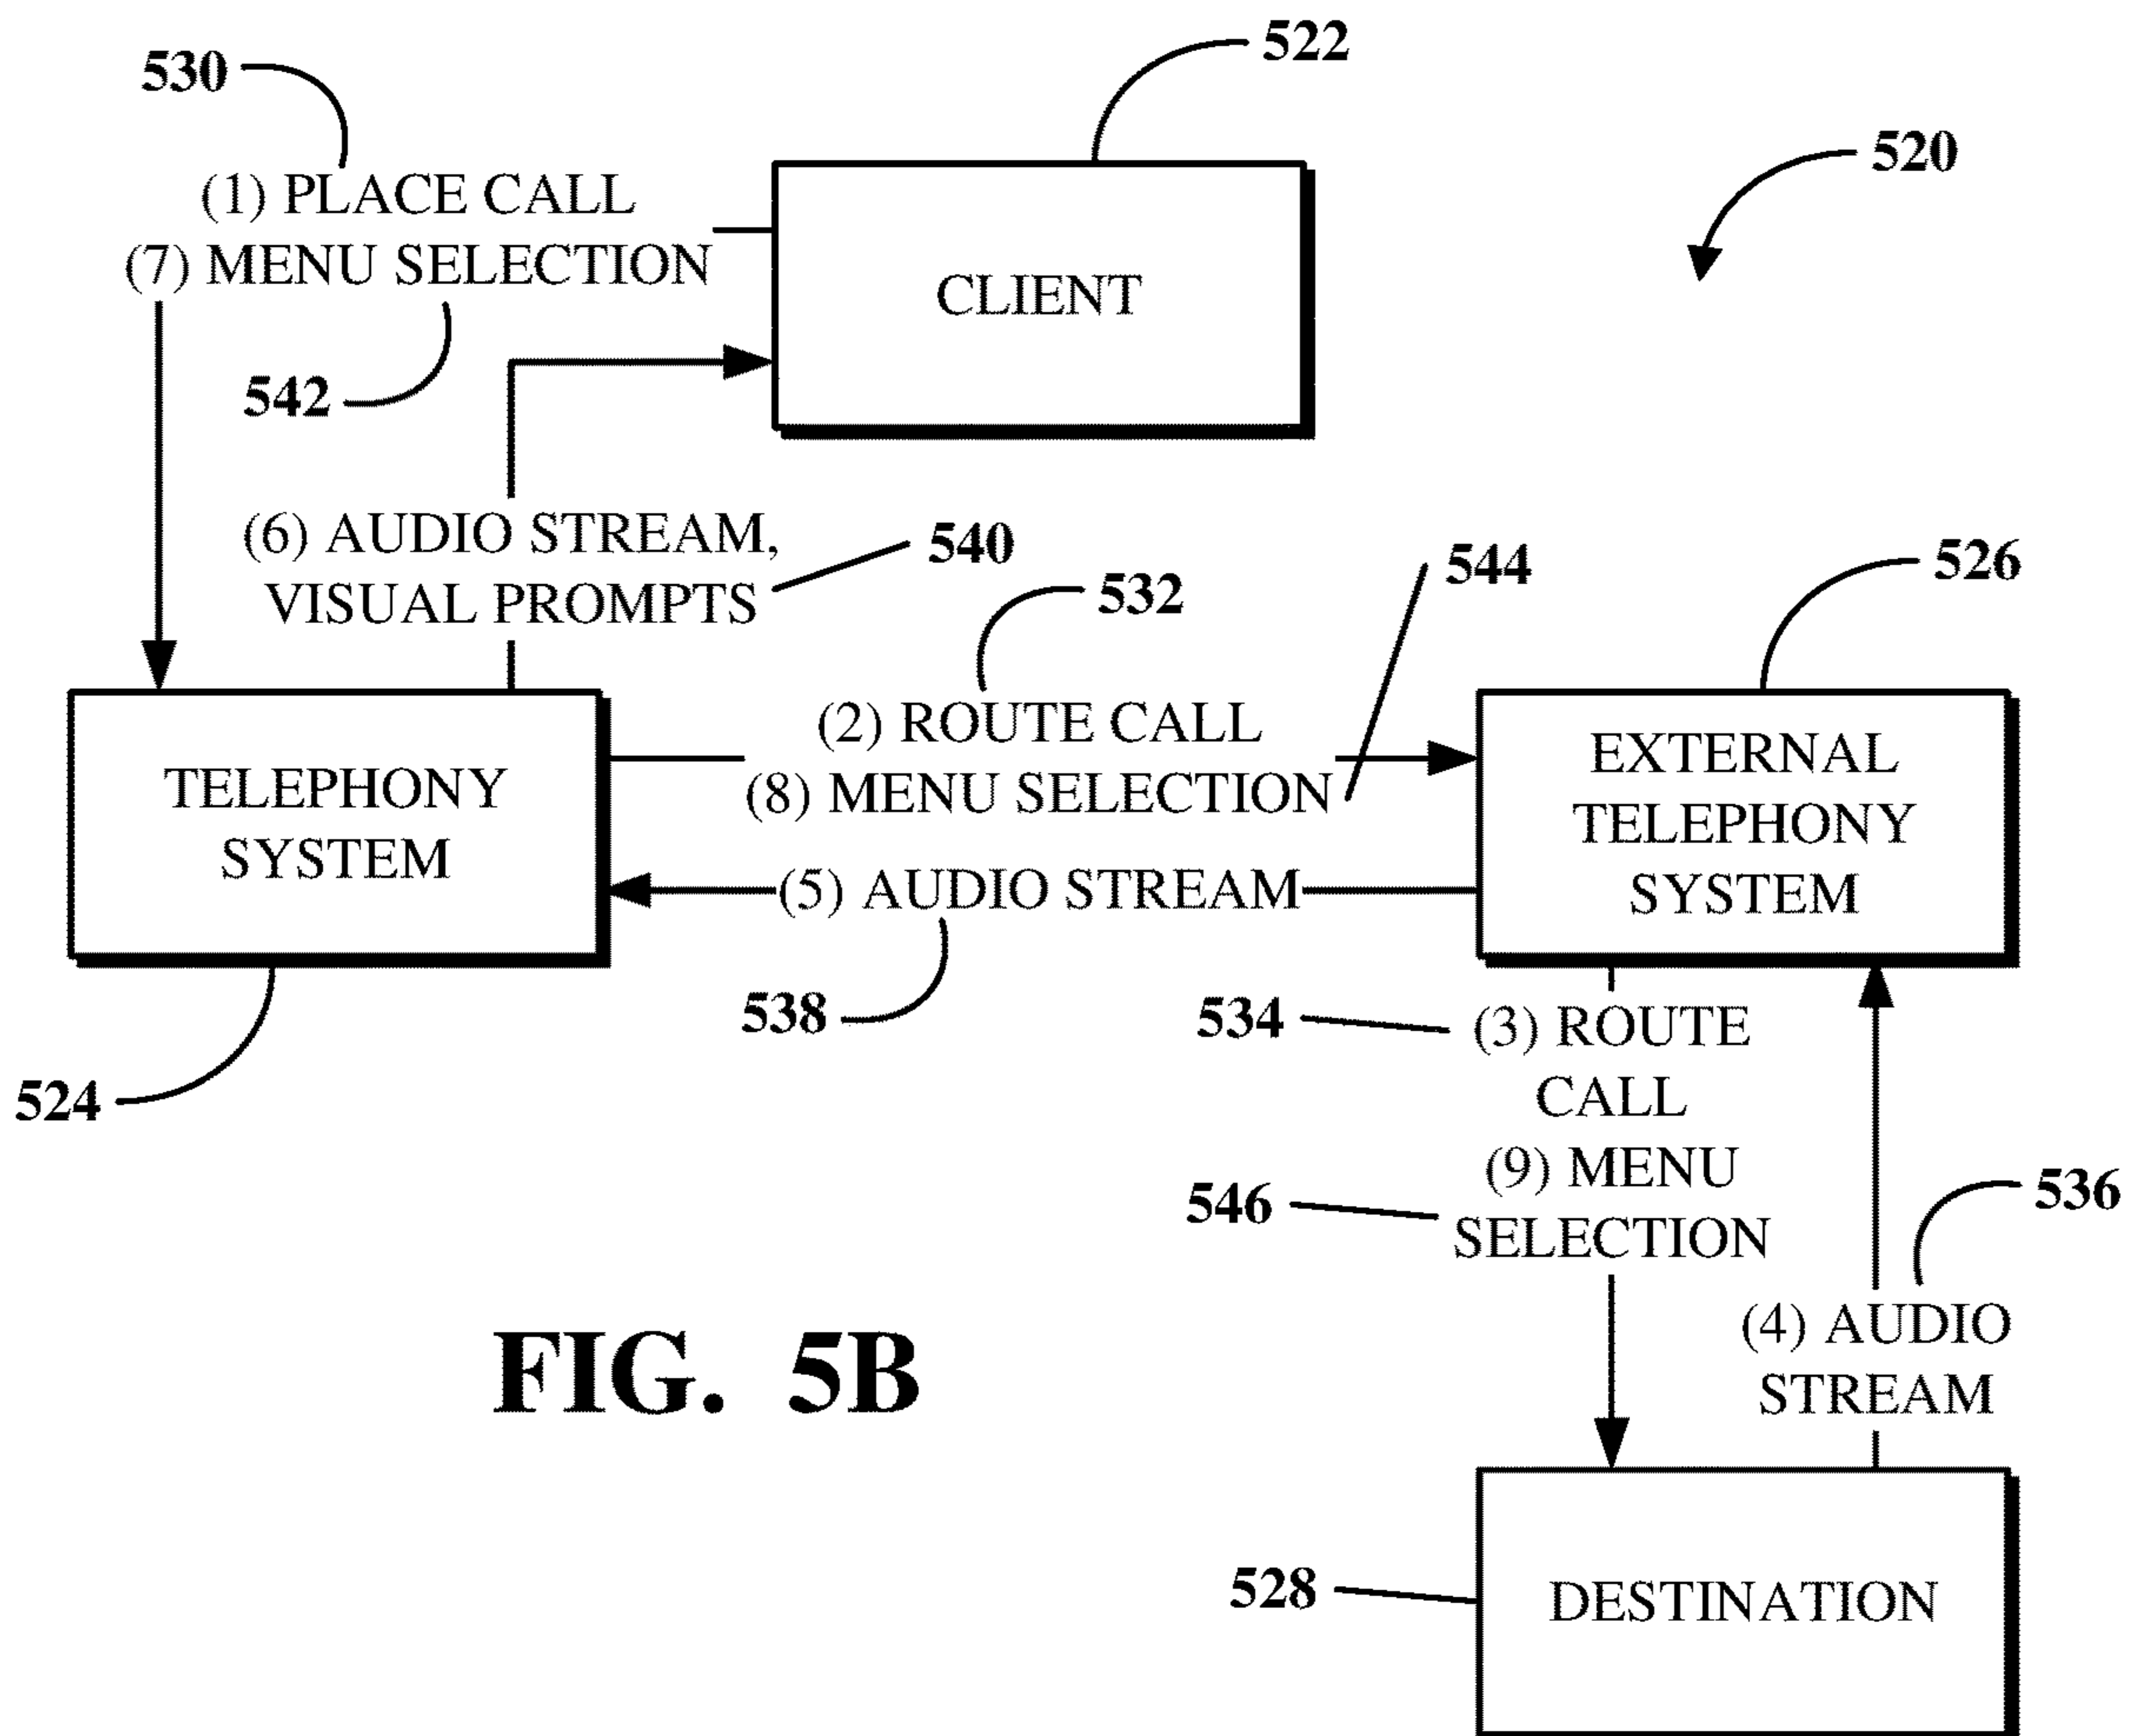 530
522
520
(1) PLACE CALL
(7) MENU SELECTION
CLIENT
542
(6) AUDIO STREAM,
VISUAL PROMPTS
540
532
544
526
(2) ROUTE CALL
(8) MENU SELECTION
TELEPHONY
SYSTEM
EXTERNAL
TELEPHONY
SYSTEM
(5) AUDIO STREAM
538
524
534
(3) ROUTE
CALL
(9) MENU
SELECTION
546
536
(4) AUDIO
STREAM
FIG. 5B
528
DESTINATION